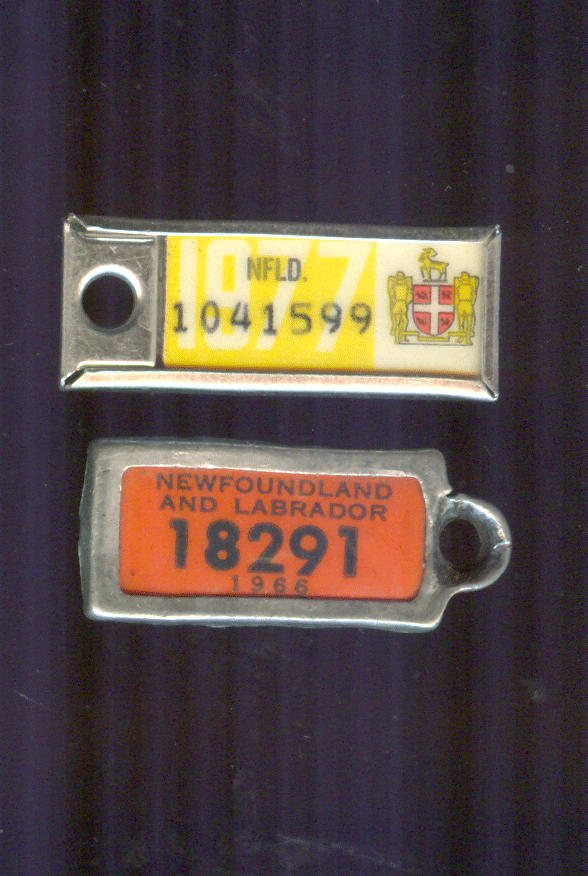 1977
NFLD.
1041599
NEWFOUNDLAND
AND LABRADOR
18291
1966